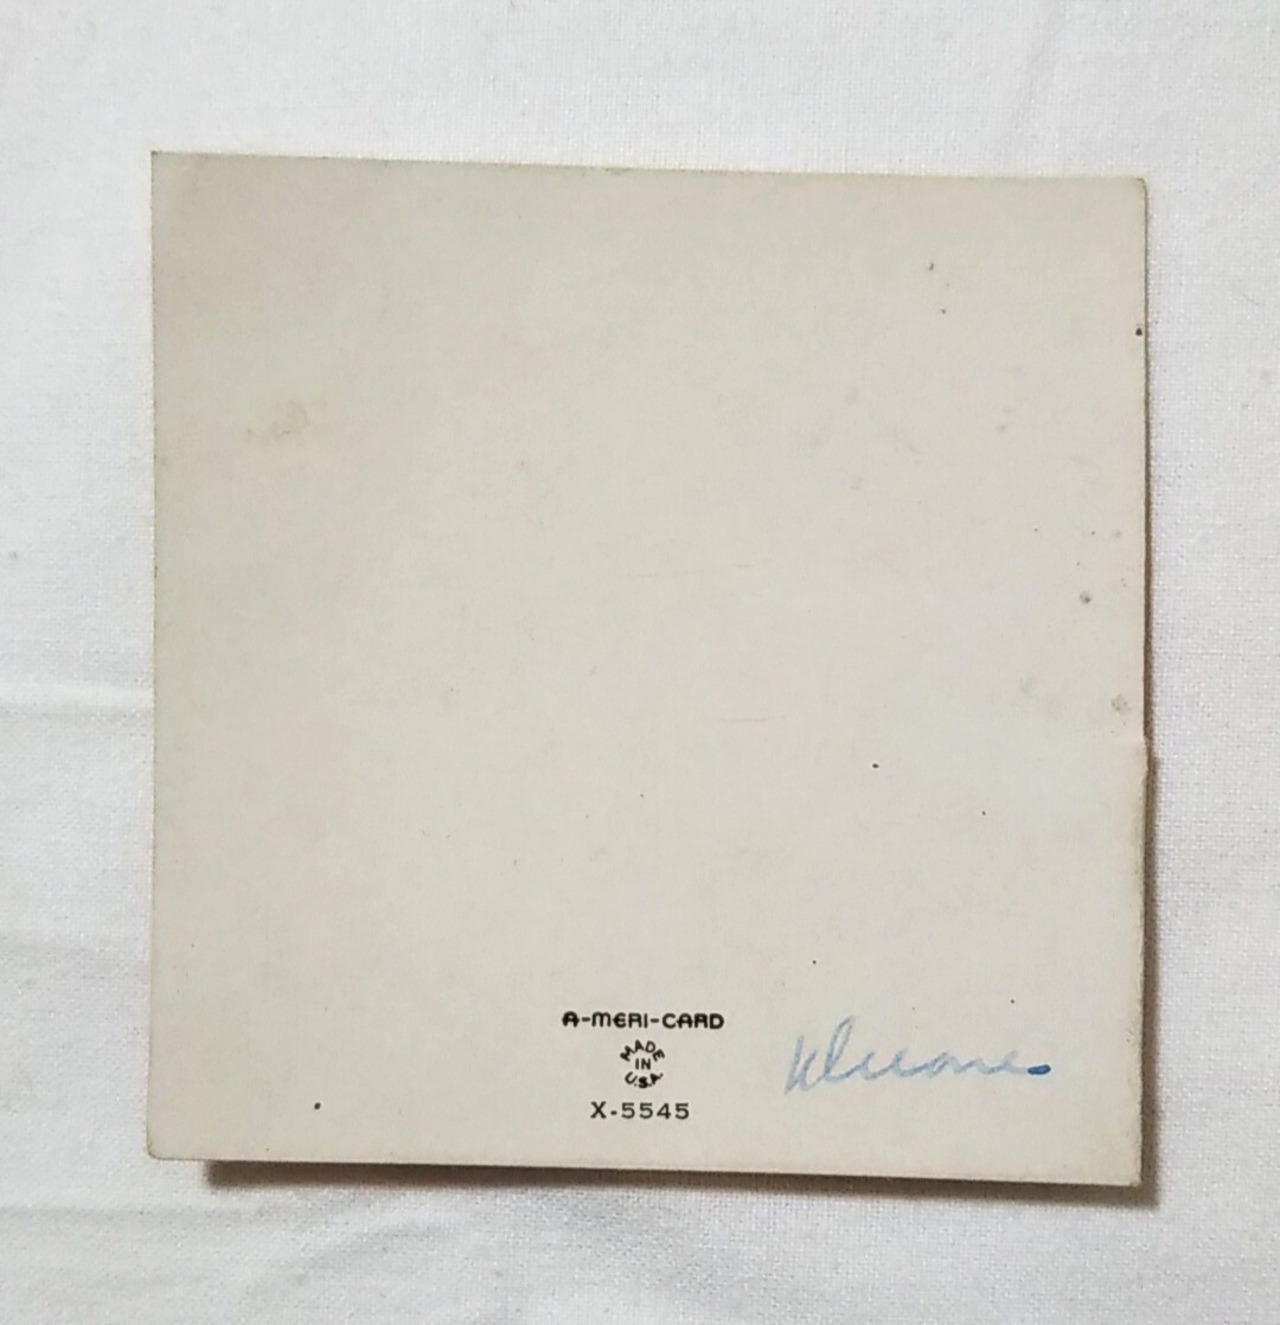 A-MERI-CARD
MADE
IN
U.S.A.
X-5545